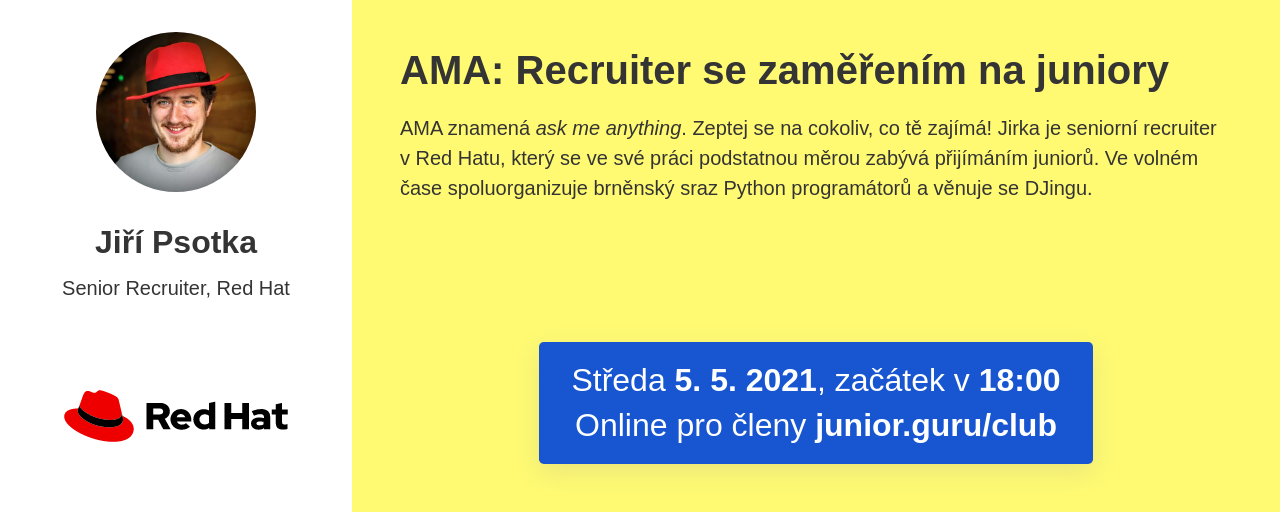 Jiří Psotka
Senior Recruiter, Red Hat
Red Hat
AMA: Recruiter se zaměřením na juniory
AMA znamená ask me anything. Zeptej se na cokoliv, co tě zajímá! Jirka je seniorní recruiter
v Red Hatu, který se ve své práci podstatnou měrou zabývá přijímáním juniorů. Ve volném
čase spoluorganizuje brněnský sraz Python programátorů a věnuje se DJingu.
Středa 5. 5. 2021, začátek v 18:00
Online pro členy junior.guru/club